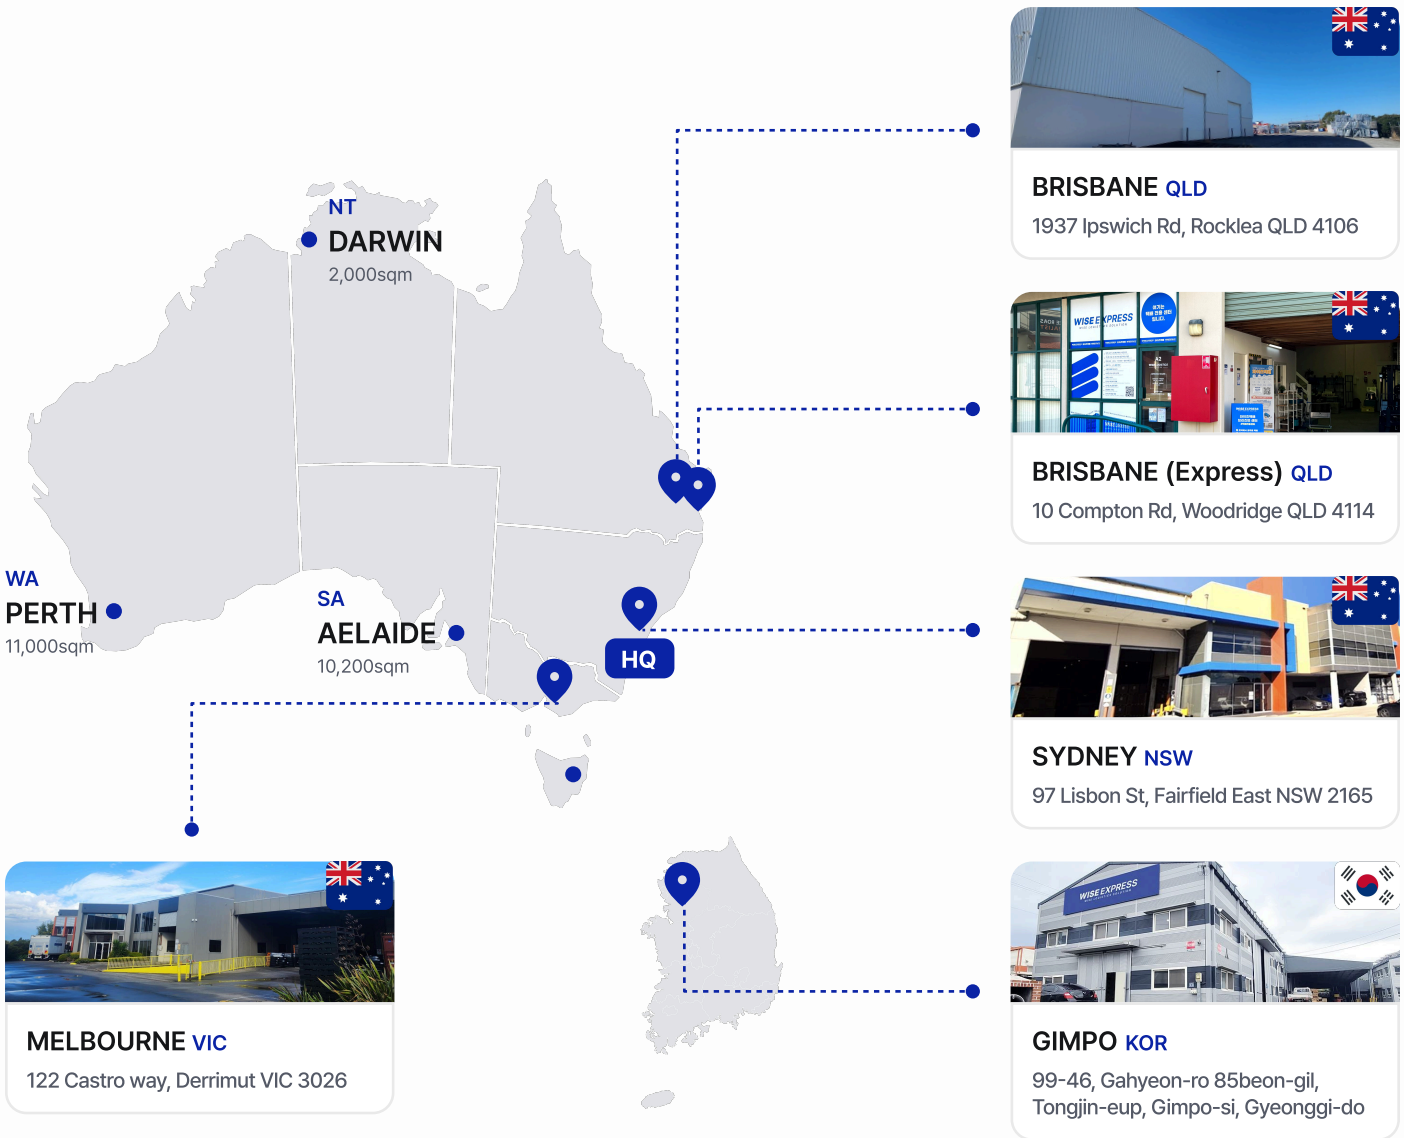 BRISBANE QLD
1937 Ipswich Rd, Rocklea QLD 4106
NT
DARWIN
2,000sqm
WISE EXPRESS
BRISBANE (Express) QLD
10 Compton Rd, Woodridge QLD 4114
WA
PERTH
11,000sqm
SA
AELAIDE
10,200sqm
HQ
SYDNEY NSW
97 Lisbon St, Fairfield East NSW 2165
MELBOURNE VIC
122 Castro way, Derrimut VIC 3026
WISE EXPRESS
GIMPO KOR
99-46, Gahyeon-ro 85beon-gil,
Tongjin-eup, Gimpo-si, Gyeonggi-do